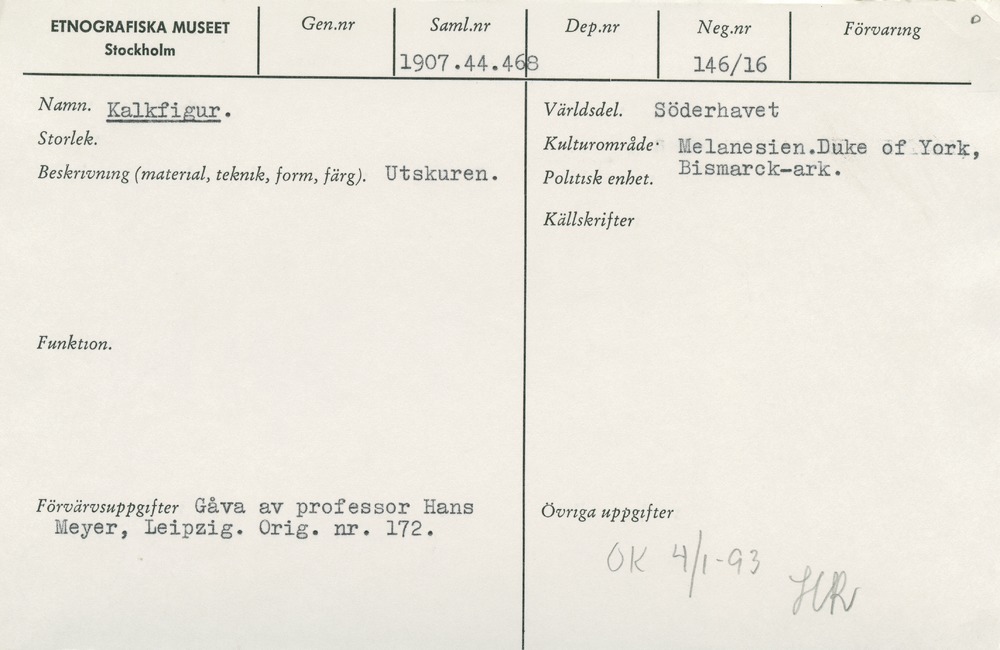 ETNOGRAFISKA MUSEET
Stockholm
Gen.nr
Saml.nr
1907.44.468
Dep.nr
Neg.nr
146/16
Förvaring
Namn. Kalkfigur.
Storlek.
Beskrivning (material, teknik, form, färg). Utskuren.
Funktion.
Förvärvsuppgifter Gåva av professor Hans
Meyer, Leipzig. Orig. nr. 172.
Världsdel. Söderhavet
Kulturområde. Melanesien.Duke of York,
Bismarck-ark.
Politisk enhet.
Källskrifter
Övriga uppgifter
OK 4/1-93